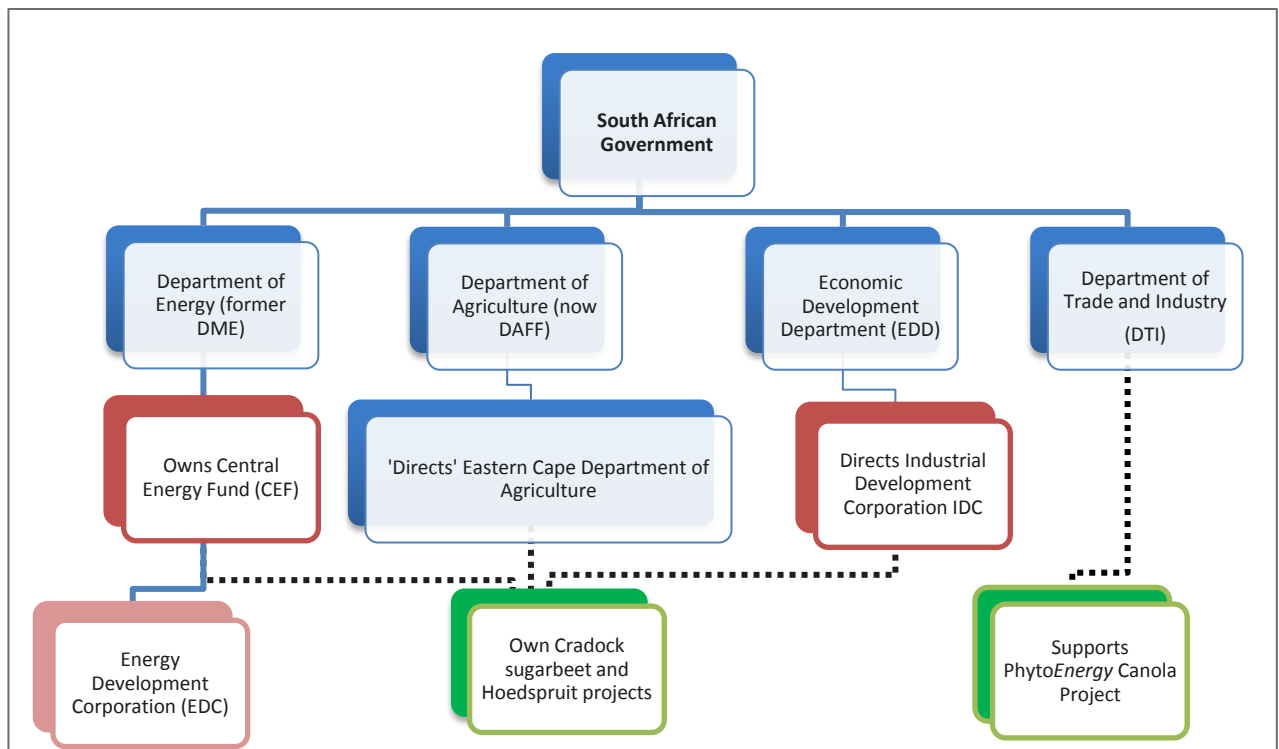 South African
Government
Department of
Energy (former
DME)
Department of
Agriculture (now
DAFF)
Economic
Development
Department (EDD)
Department of
Trade and Industry
(DTI)
Owns Central
Energy Fund (CEF)
'Directs' Eastern Cape Department of
Agriculture
Directs Industrial
Development
Corporation IDC
Energy
Development
Corporation (EDC)
Own Cradock
sugarbeet and
Hoedspruit projects
Supports
PhytoEnergy Canola
Project